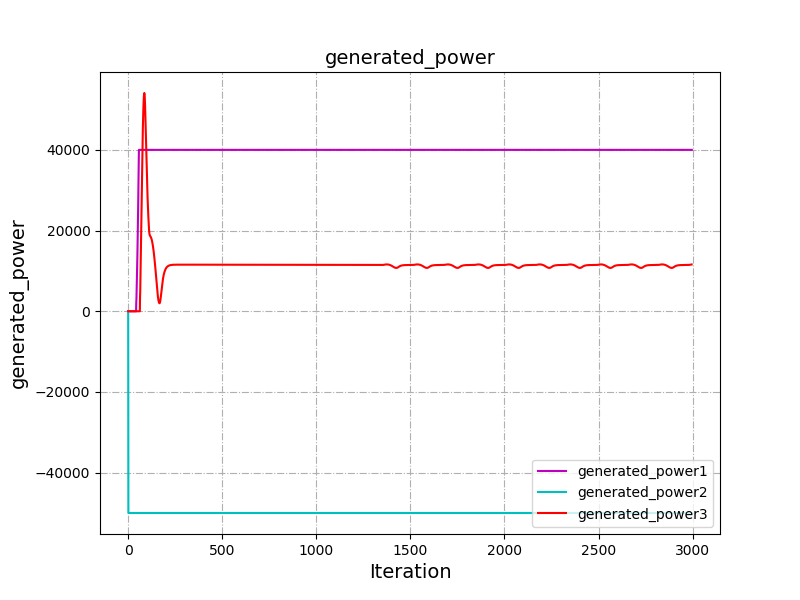 generated_power
generated_power
40000
20000
0
−20000
−40000
generated_power1
generated_power2
generated_power3
0 500 1000 1500 2000 2500 3000
Iteration